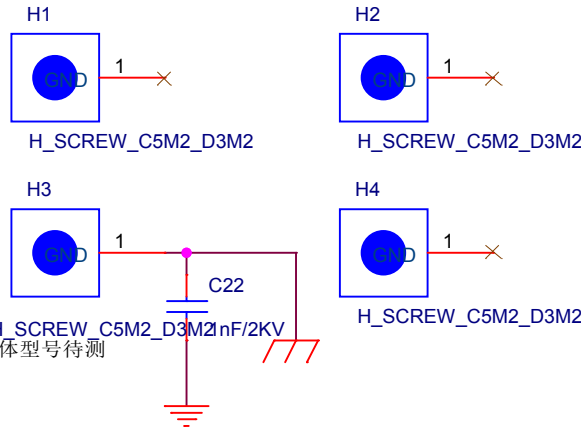 H1
H2
GND 1
GND 1
H_SCREW_C5M2_D3M2
H_SCREW_C5M2_D3M2
H3
H4
GND 1
GND 1
C22
H_SCREW_C5M2_D3M2
1nF/2KV
H_SCREW_C5M2_D3M2
体型号待测